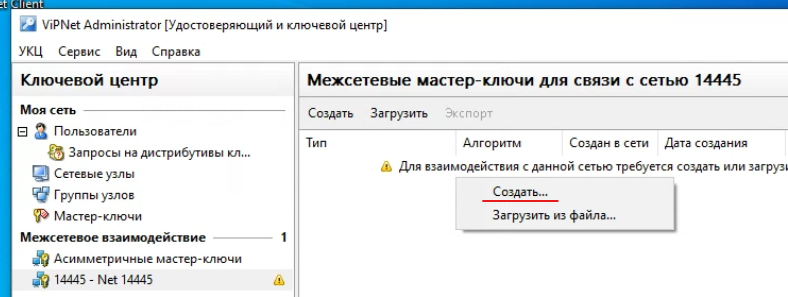 et Client
ViPNet Administrator [Удостоверяющий и ключевой центр]
УКЦ Сервис Вид Справка
Ключевой центр
Межсетевые мастер-ключи для связи с сетью 14445
Моя сеть
Создать Загрузить Экспорт
Пользователи
Тип Алгоритм Создан в сети Дата создания
Запросы на дистрибутивы кл...
Для взаимодействия с данной сетью требуется создать или загрузи
Сетевые узлы
Создать...
Группы узлов
Загрузить из файла...
Мастер-ключи
Межсетевое взаимодействие 1
Асимметричные мастер-ключи
14445 - Net 14445